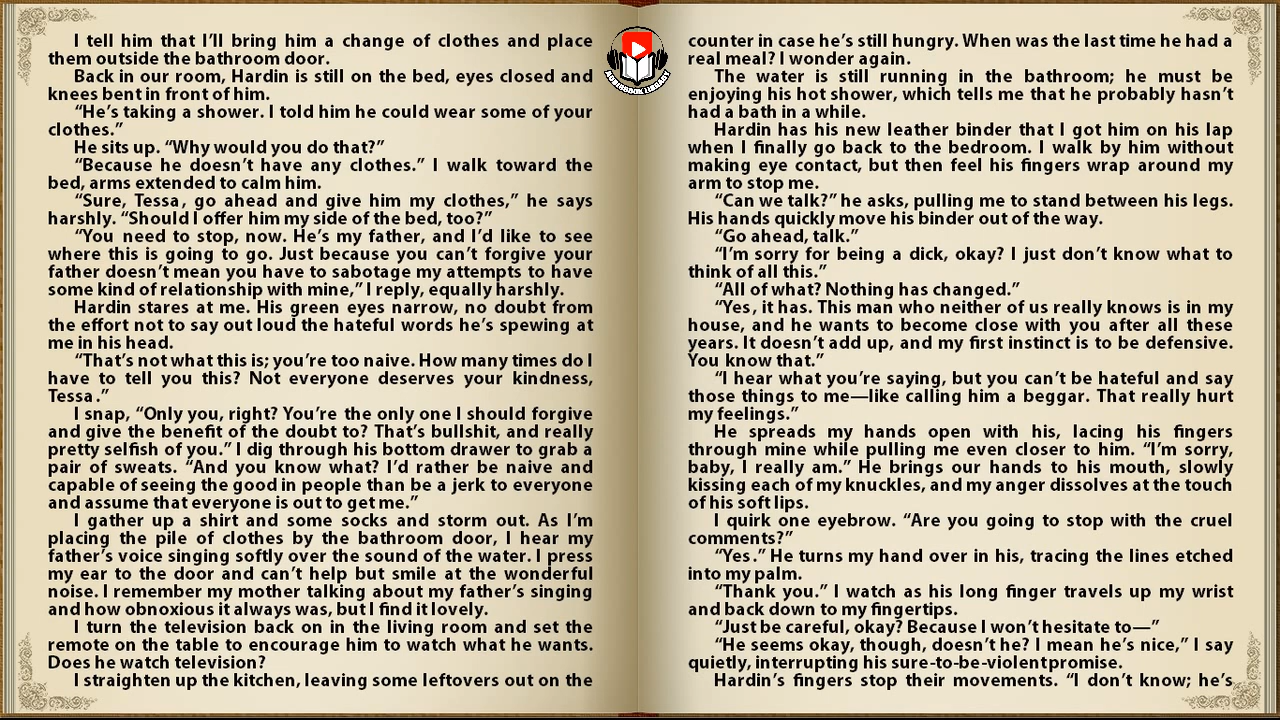 I tell him that I’ll bring him a change of clothes and place
them outside the bathroom door.
Back in our room, Hardin is still on the bed, eyes closed and
knees bent in front of him.
“He’s taking a shower. I told him he could wear some of your
clothes.”
He sits up. “Why would you do that?”
“Because he doesn’t have any clothes.” I walk toward the
bed, arms extended to calm him.
“Sure, Tessa, go ahead and give him my clothes,” he says
harshly. “Should I offer him my side of the bed, too?”
“You need to stop, now. He’s my father, and I’d like to see
where this is going to go. Just because you can’t forgive your
father doesn’t mean you have to sabotage my attempts to have
some kind of relationship with mine,” I reply, equally harshly.
Hardin stares at me. His green eyes narrow, no doubt from
the effort not to say out loud the hateful words he’s spewing at
me in his head.
“That’s not what this is; you’re too naive. How many times do I
have to tell you this? Not everyone deserves your kindness,
Tessa.”
I snap, “Only you, right? You’re the only one I should forgive
and give the benefit of the doubt to? That’s bullshit, and really
pretty selfish of you.” I dig through his bottom drawer to grab a
pair of sweats. “And you know what? I’d rather be naive and
capable of seeing the good in people than be a jerk to everyone
and assume that everyone is out to get me.”
I gather up a shirt and some socks and storm out. As I’m
placing the pile of clothes by the bathroom door, I hear my
father’s voice singing softly over the sound of the water. I press
my ear to the door and can’t help but smile at the wonderful
noise. I remember my mother talking about my father’s singing
and how obnoxious it always was, but I find it lovely.
I turn the television back on in the living room and set the
remote on the table to encourage him to watch what he wants.
Does he watch television?
I straighten up the kitchen, leaving some leftovers out on the
AUDIOBOOK LIBRARY
counter in case he’s still hungry. When was the last time he had a
real meal? I wonder again.
The water is still running in the bathroom; he must be
enjoying his hot shower, which tells me that he probably hasn’t
had a bath in a while.
Hardin has his new leather binder that I got him on his lap
when I finally go back to the bedroom. I walk by him without
making eye contact, but then feel his fingers wrap around my
arm to stop me.
“Can we talk?” he asks, pulling me to stand between his legs.
His hands quickly move his binder out of the way.
“Go ahead, talk.”
“I’m sorry for being a dick, okay? I just don’t know what to
think of all this.”
“All of what? Nothing has changed.”
“Yes, it has. This man who neither of us really knows is in my
house, and he wants to become close with you after all these
years. It doesn’t add up, and my first instinct is to be defensive.
You know that.”
“I hear what you’re saying, but you can’t be hateful and say
those things to me—like calling him a beggar. That really hurt
my feelings.”
He spreads my hands open with his, lacing his fingers
through mine while pulling me even closer to him. “I’m sorry,
baby, I really am.” He brings our hands to his mouth, slowly
kissing each of my knuckles, and my anger dissolves at the touch
of his soft lips.
I quirk one eyebrow. “Are you going to stop with the cruel
comments?”
“Yes.” He turns my hand over in his, tracing the lines etched
into my palm.
“Thank you.” I watch as his long finger travels up my wrist
and back down to my fingertips.
“Just be careful, okay? Because I won’t hesitate to—”
“He seems okay, though, doesn’t he? I mean he’s nice,” I say
quietly, interrupting his sure-to-be-violent promise.
Hardin’s fingers stop their movements. “I don’t know; he’s